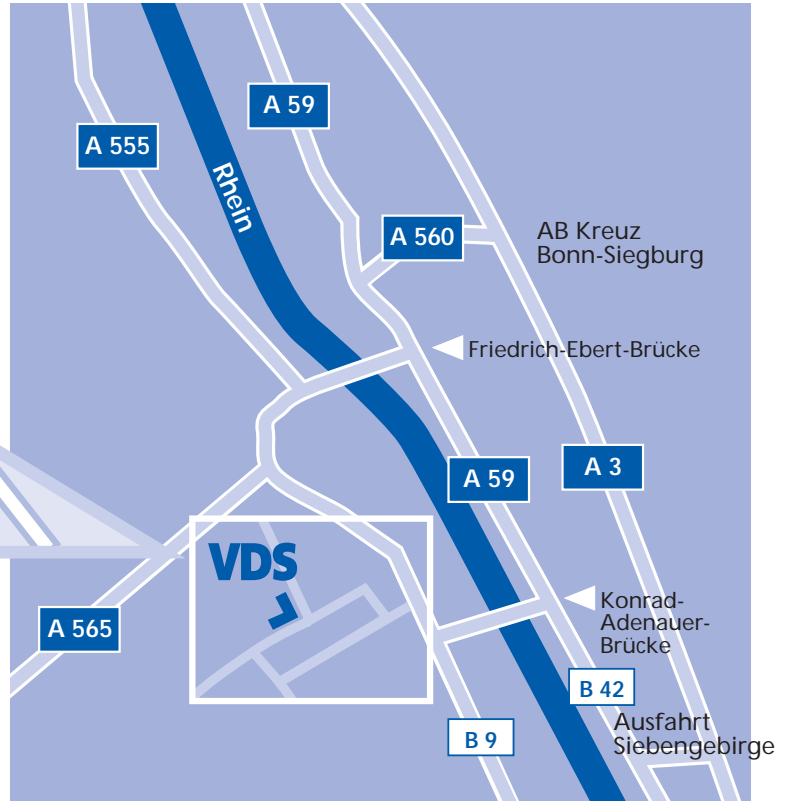 A 59
A 555
Rhein
A 560
AB Kreuz
Bonn-Siegburg
Friedrich-Ebert-Brücke
A 3
A 59
VDS
Konrad-
Adenauer-
Brücke
A 565
B 42
Ausfahrt
Siebengebirge
B 9